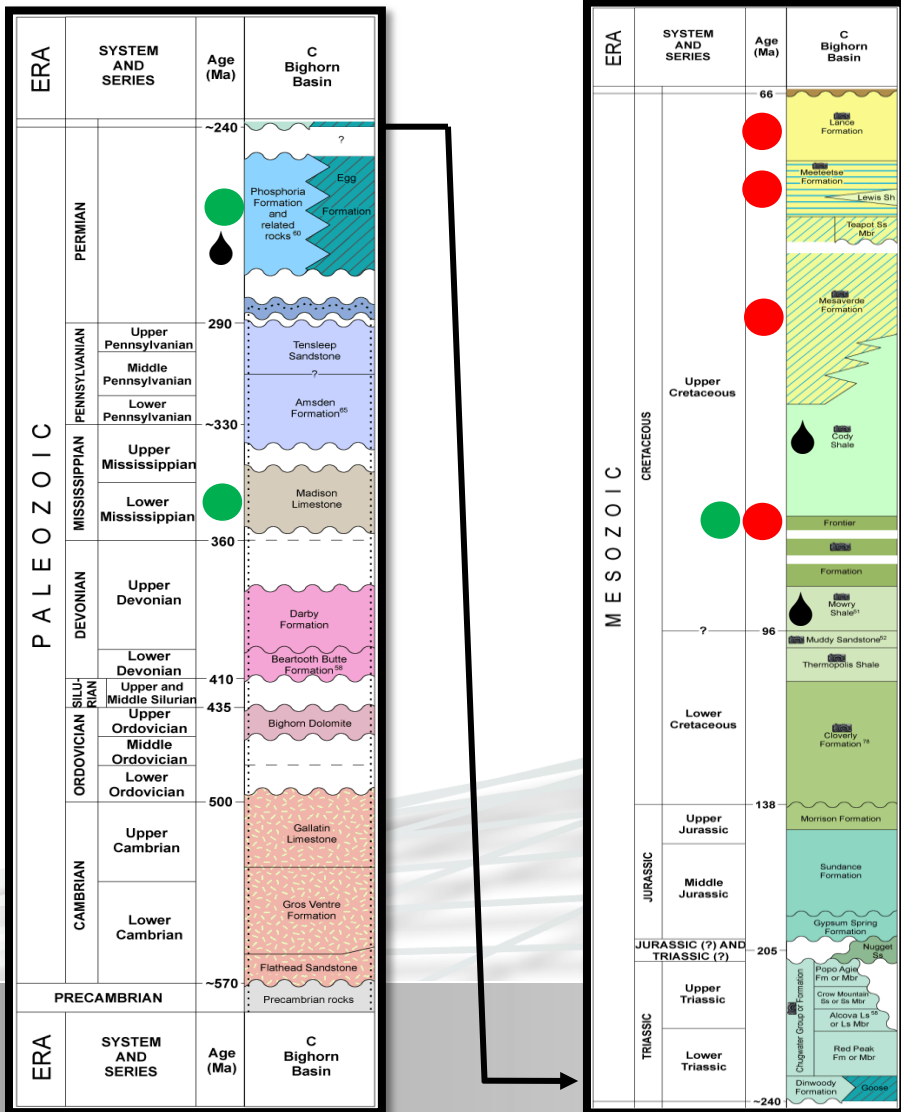 ERA
SYSTEM
AND
SERIES
Age
(Ma)
C
Bighorn
Basin
PALEOZOIC
PERMIAN
~240
?
Phosphoria
Formation
and
related
rocks 60
Egg
Formation
290
PENNSYLVANIAN
Upper
Pennsylvanian
Middle
Pennsylvanian
Lower
Pennsylvanian
Tensleep
Sandstone
?
Amsden
Formation65
~330
MISSISSIPPIAN
Upper
Mississippian
Lower
Mississippian
Madison
Limestone
360
DEVONIAN
Upper
Devonian
Lower
Devonian
Darby
Formation
Beartooth Butte
Formation 58
410
SILU-
RIAN
Upper and
Middle Silurian
435
ORDOVICIAN
Upper
Ordovician
Middle
Ordovician
Lower
Ordovician
Bighorn Dolomite
500
CAMBRIAN
Upper
Cambrian
Lower
Cambrian
Gallatin
Limestone
Gros Ventre
Formation
Flathead Sandstone
~570
PRECAMBRIAN
Precambrian rocks
ERA
SYSTEM
AND
SERIES
Age
(Ma)
C
Bighorn
Basin
ERA
SYSTEM
AND
SERIES
Age
(Ma)
C
Bighorn
Basin
MESOZOIC
66
CRETACEOUS
Upper
Cretaceous
Lance
Formation
Meeteetse
Formation
Lewis Sh
Teapot Ss
Mbr
Mesaverde
Formation
Cody
Shale
Frontier
Formation
Mowry
Shale
?
96
Muddy Sandstone
Thermopolis Shale
Lower
Cretaceous
Cloverly
Formation 78
138
JURASSIC
Upper
Jurassic
Middle
Jurassic
Morrison Formation
Sundance
Formation
Gypsum Spring
Formation
JURASSIC (?) AND
TRIASSIC (?)
205
Nugget
Ss
TRIASSIC
Upper
Triassic
Lower
Triassic
Chugwater Group or Formation
Popo Agie
Fm or Mbr
Crow Mountain
Ss or Ss Mbr
Alcova Ls
or Ls Mbr
Red Peak
Fm or Mbr
Dinwoody
Formation
Goose
~240